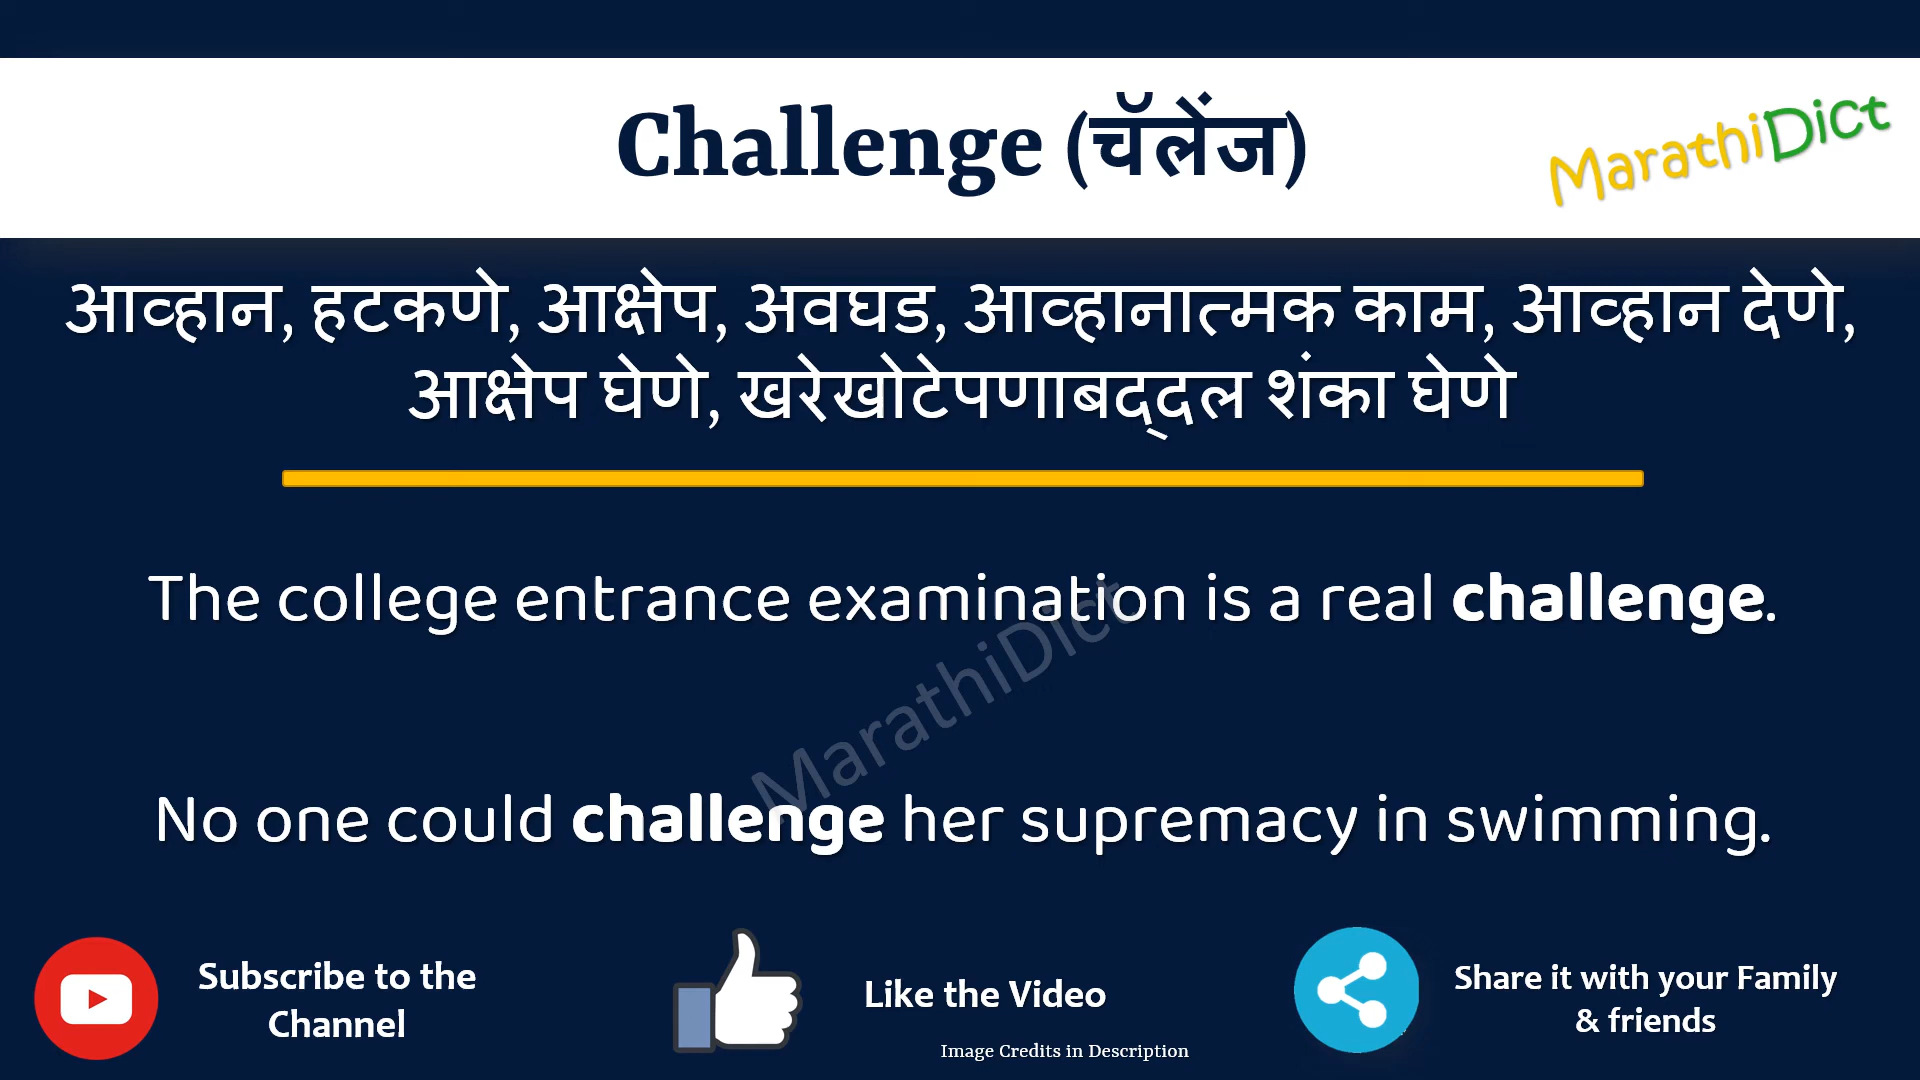 Challenge (चॅलेंज)
MarathiDict
आव्हान, हटकणे, आक्षेप, अवघड, आव्हानात्मक काम, आव्हान देणे,
आक्षेप घेणे, खरेखोटेपणाबद्‌दल शंका घेणे
The college entrance examination is a real challenge.
MarathiDict
No one could challenge her supremacy in swimming.
Subscribe to the
Channel
Like the Video
Share it with your Family
& friends
Image Credits in Description